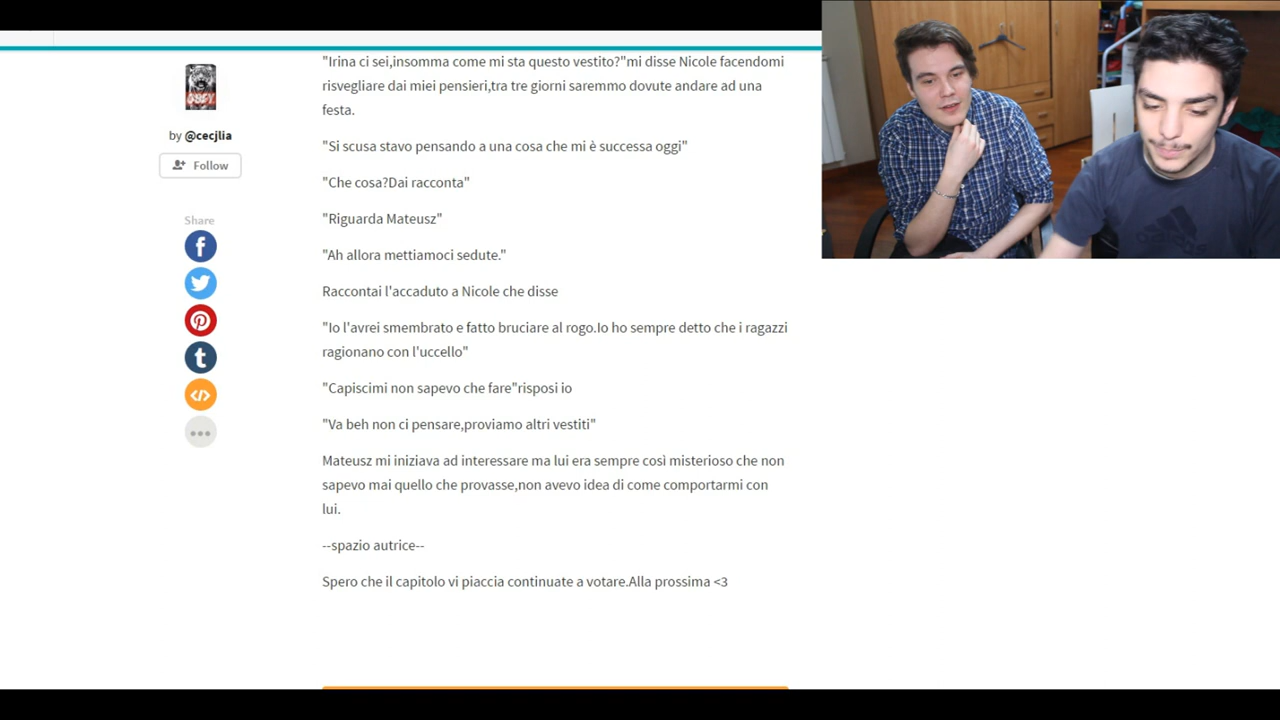 "Irina ci sei,insomma come mi sta questo vestito?"mi disse Nicole facendomi
risvegliare dai miei pensieri,tra tre giorni saremmo dovute andare ad una
festa.
"Si scusa stavo pensando a una cosa che mi è successa oggi"
"Che cosa?Dai racconta"
"Riguarda Mateusz"
"Ah allora mettiamoci sedute."
Raccontai l'accaduto a Nicole che disse
"Io l'avrei smembrato e fatto bruciare al rogo.Io ho sempre detto che i ragazzi
ragionano con l'uccello"
"Capiscimi non sapevo che fare"risposi io
"Va beh non ci pensare,proviamo altri vestiti"
Mateusz mi iniziava ad interessare ma lui era sempre così misterioso che non
sapevo mai quello che provasse,non avevo idea di come comportarmi con
lui.
--spazio autrice--
Spero che il capitolo vi piaccia continuate a votare.Alla prossima <3
OBEY
by @cecjlia
Follow
Share
adidas